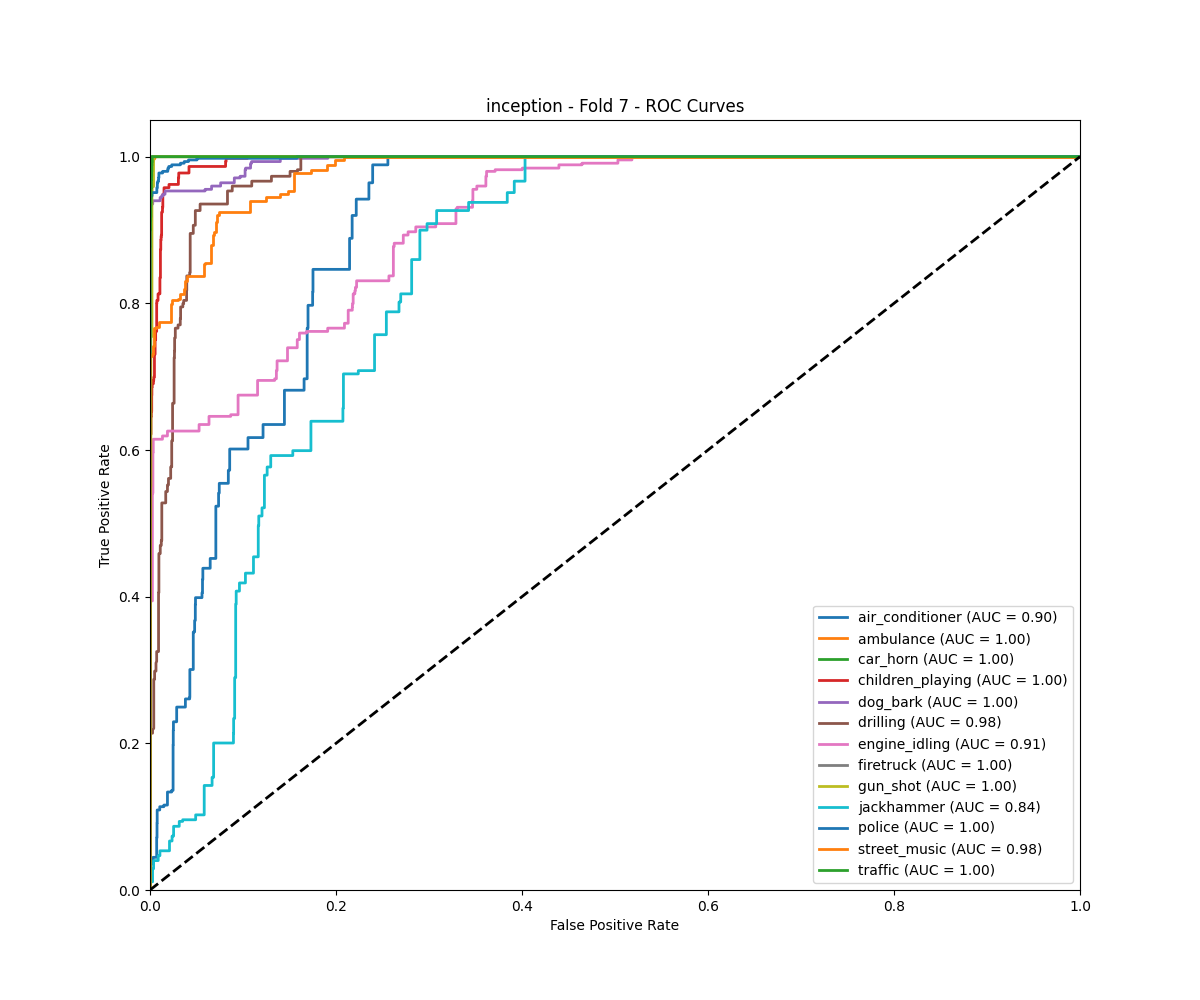 inception - Fold 7 - ROC Curves
True Positive Rate
1.0
0.8
0.6
0.4
0.2
0.0
air_conditioner (AUC = 0.90)
ambulance (AUC = 1.00)
car_horn (AUC = 1.00)
children_playing (AUC = 1.00)
dog_bark (AUC = 1.00)
drilling (AUC = 0.98)
engine_idling (AUC = 0.91)
firetruck (AUC = 1.00)
gun_shot (AUC = 1.00)
jackhammer (AUC = 0.84)
police (AUC = 1.00)
street_music (AUC = 0.98)
traffic (AUC = 1.00)
0.0 0.2 0.4 0.6 0.8 1.0
False Positive Rate